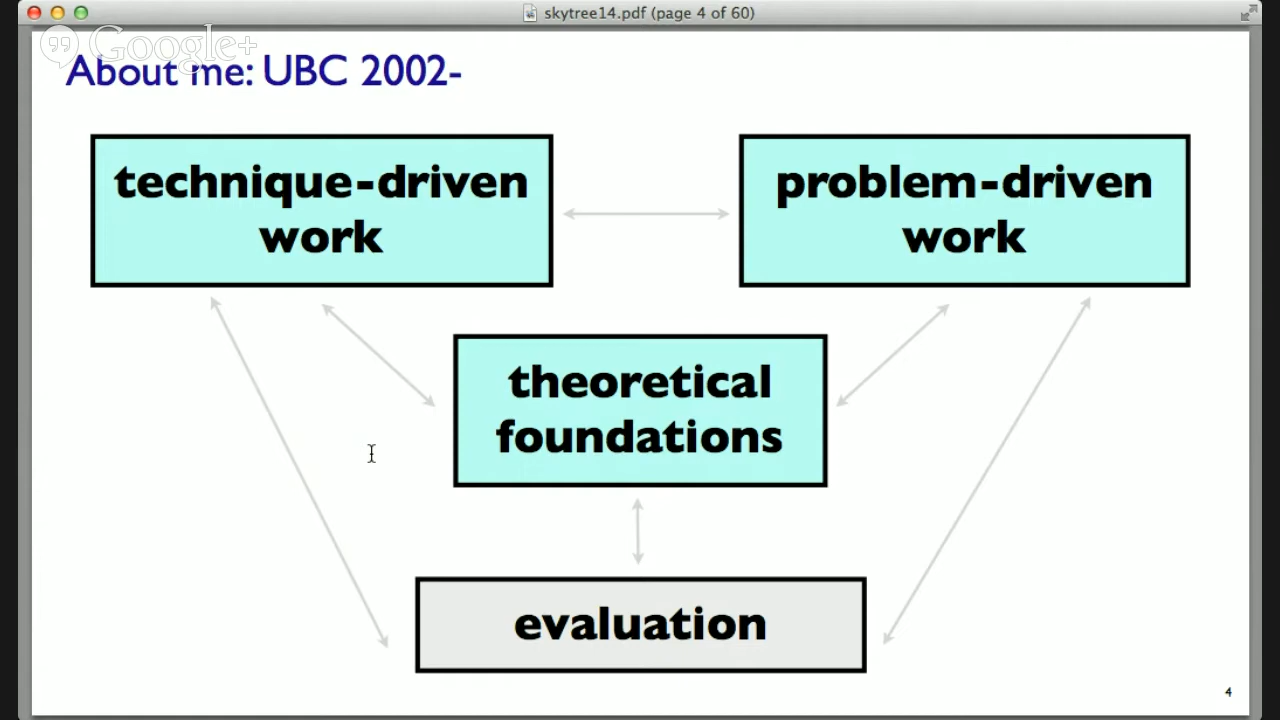 skytree14.pdf (page 4 of 60)
Google+
About me: UBC 2002-
technique-driven
work
problem-driven
work
theoretical
foundations
evaluation
4